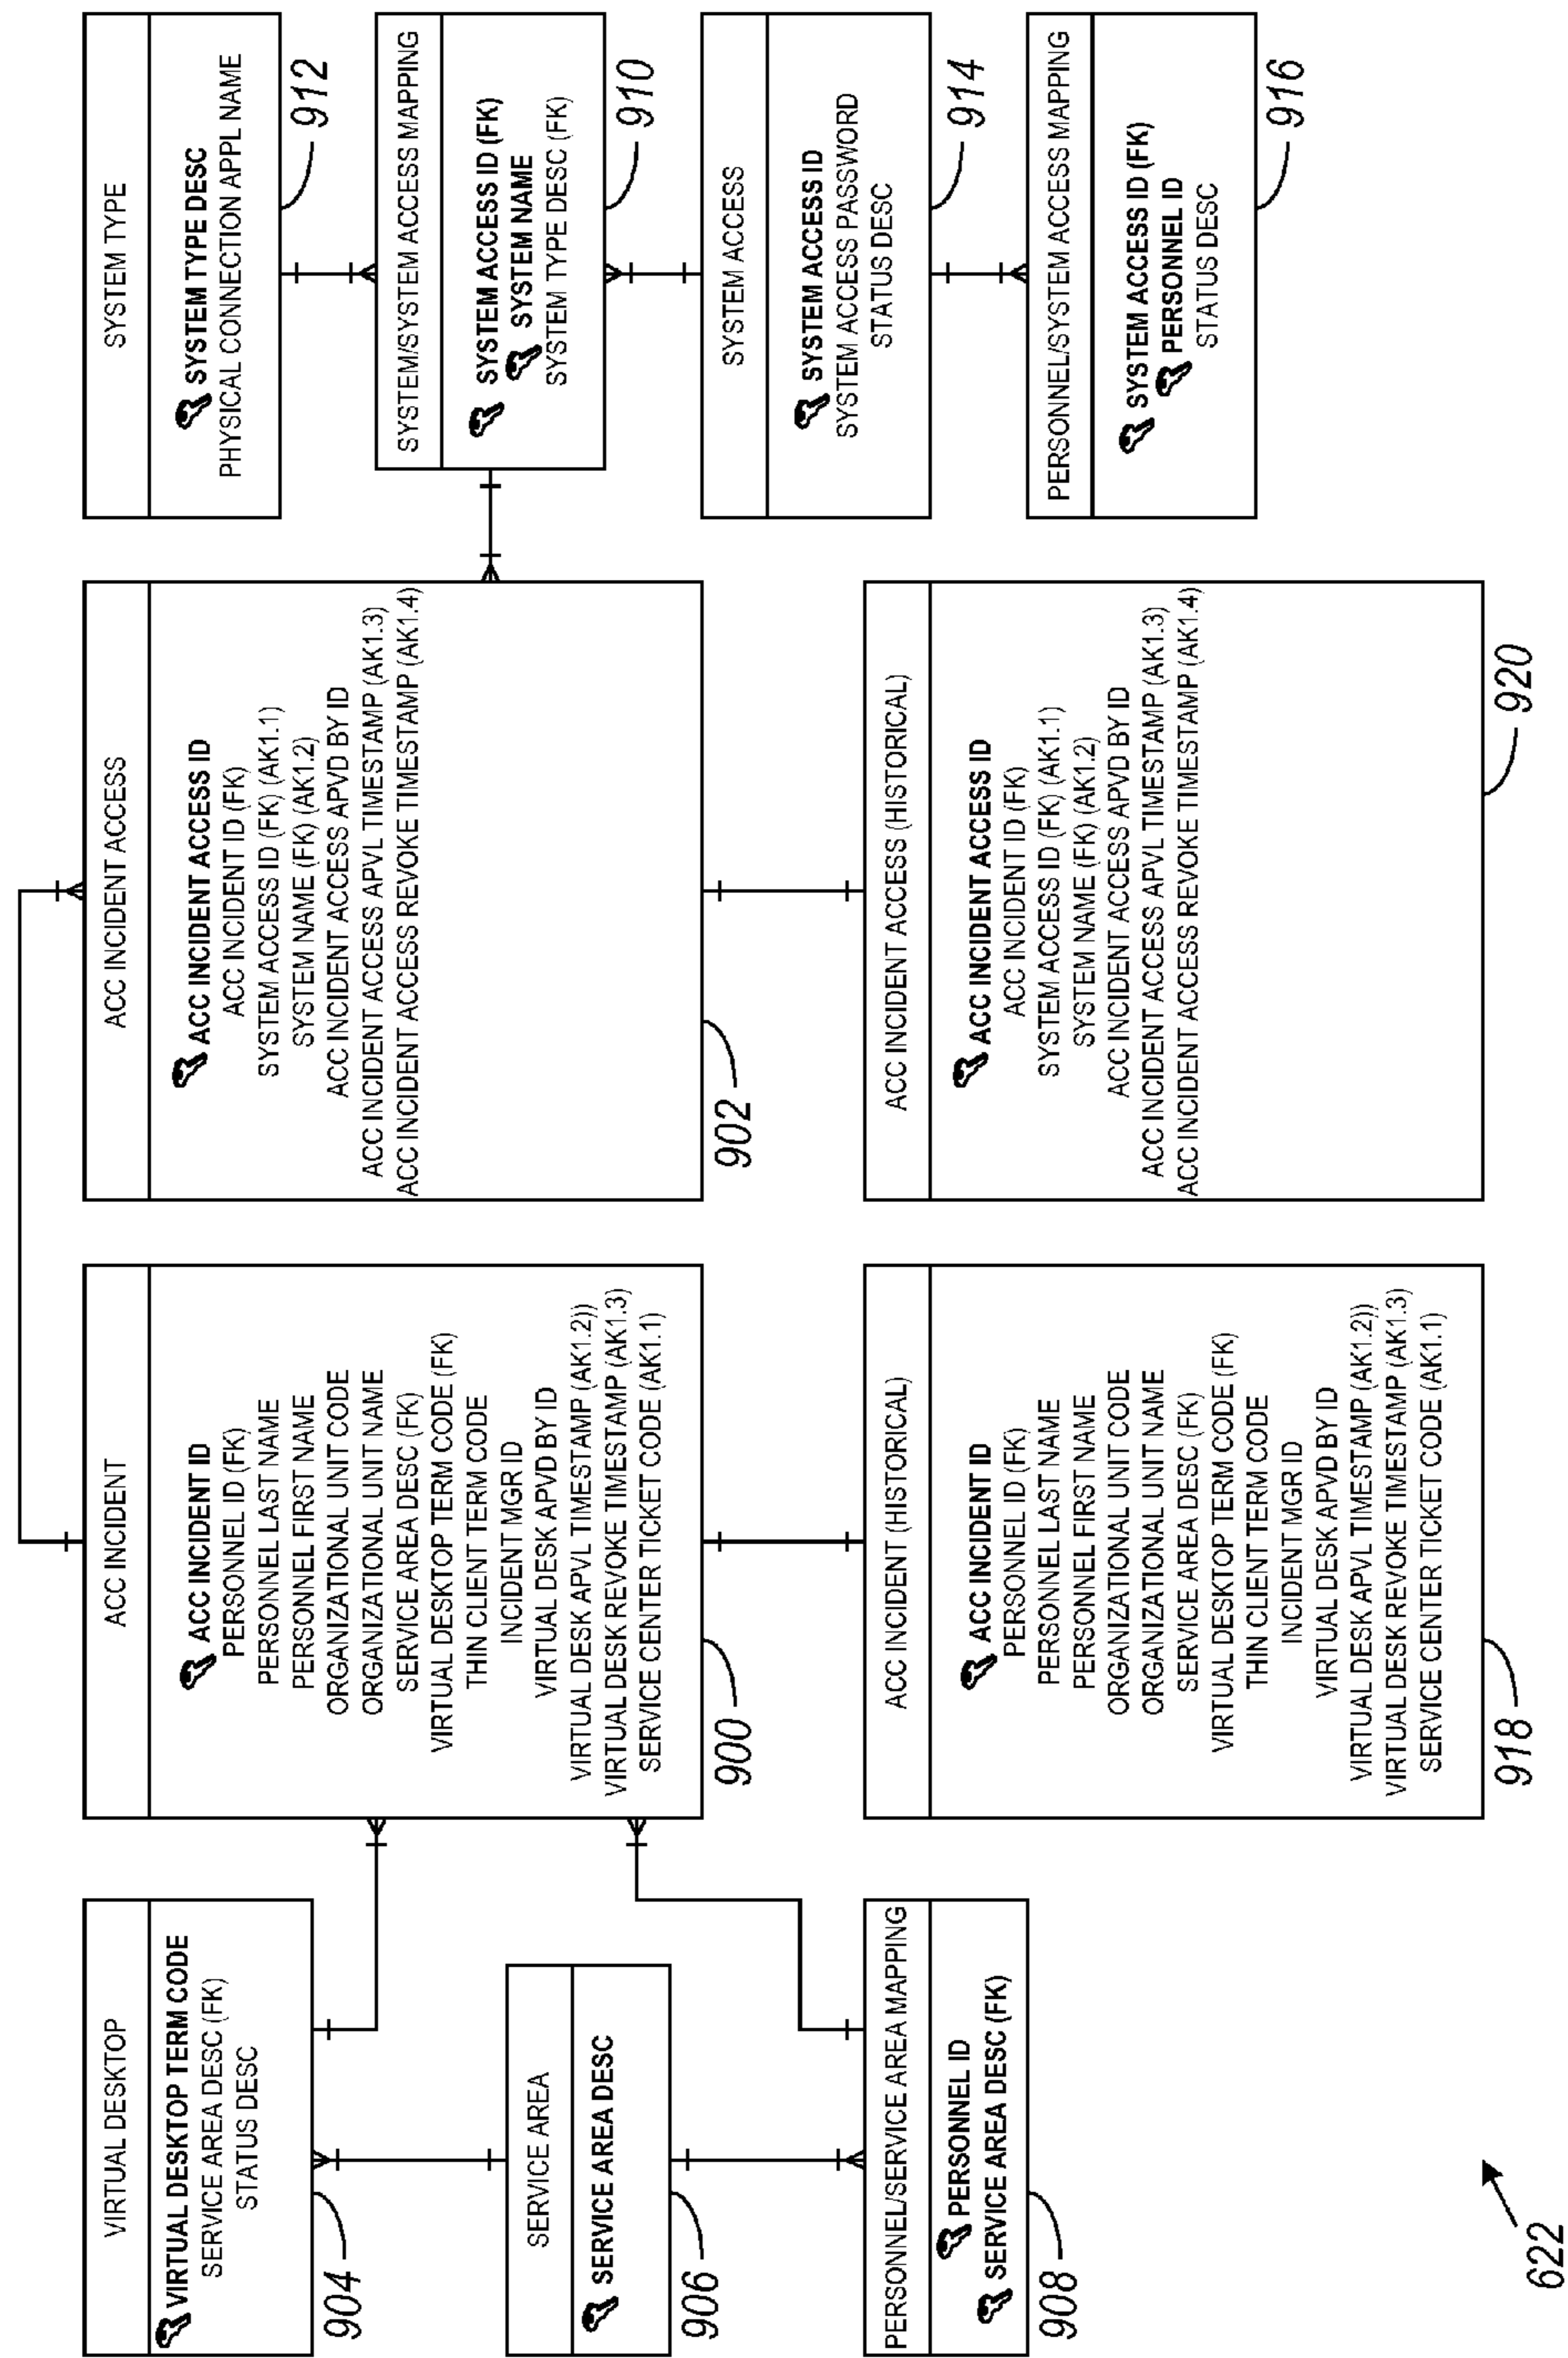 VIRTUAL DESKTOP
VIRTUAL DESKTOP TERM CODE
SERVICE AREA DESC (FK)
STATUS DESC
904
SERVICE AREA
SERVICE AREA DESC
906
PERSONNEL/SERVICE AREA MAPPING
PERSONNEL ID
SERVICE AREA DESC (FK)
908
622
ACC INCIDENT
ACC INCIDENT ID
PERSONNEL ID (FK)
PERSONNEL LAST NAME
PERSONNEL FIRST NAME
ORGANIZATIONAL UNIT CODE
ORGANIZATIONAL UNIT NAME
SERVICE AREA DESC (FK)
VIRTUAL DESKTOP TERM CODE (FK)
THIN CLIENT TERM CODE
INCIDENT MGR ID
VIRTUAL DESK APVD BY ID
VIRTUAL DESK APVL TIMESTAMP (AK1.2))
VIRTUAL DESK REVOKE TIMESTAMP (AK1.3)
SERVICE CENTER TICKET CODE (AK1.1)
900
ACC INCIDENT (HISTORICAL)
ACC INCIDENT ID
PERSONNEL ID (FK)
PERSONNEL LAST NAME
PERSONNEL FIRST NAME
ORGANIZATIONAL UNIT CODE
ORGANIZATIONAL UNIT NAME
SERVICE AREA DESC (FK)
VIRTUAL DESKTOP TERM CODE (FK)
THIN CLIENT TERM CODE
INCIDENT MGR ID
VIRTUAL DESK APVD BY ID
VIRTUAL DESK APVL TIMESTAMP (AK1.2))
VIRTUAL DESK REVOKE TIMESTAMP (AK1.3)
SERVICE CENTER TICKET CODE (AK1.1)
918
ACC INCIDENT ACCESS
ACC INCIDENT ACCESS ID
ACC INCIDENT ID (FK)
SYSTEM ACCESS ID (FK) (AK1.1)
SYSTEM NAME (FK) (AK1.2)
ACC INCIDENT ACCESS APVD BY ID
ACC INCIDENT ACCESS APVL TIMESTAMP (AK1.3)
ACC INCIDENT ACCESS REVOKE TIMESTAMP (AK1.4)
902
ACC INCIDENT ACCESS (HISTORICAL)
ACC INCIDENT ACCESS ID
ACC INCIDENT ID (FK)
SYSTEM ACCESS ID (FK) (AK1.1)
SYSTEM NAME (FK) (AK1.2)
ACC INCIDENT ACCESS APVD BY ID
ACC INCIDENT ACCESS APVL TIMESTAMP (AK1.3)
ACC INCIDENT ACCESS REVOKE TIMESTAMP (AK1.4)
920
SYSTEM TYPE
SYSTEM TYPE DESC
PHYSICAL CONNECTION APPL NAME
912
SYSTEM/SYSTEM ACCESS MAPPING
SYSTEM ACCESS ID (FK)
SYSTEM NAME
SYSTEM TYPE DESC (FK)
910
SYSTEM ACCESS
SYSTEM ACCESS ID
SYSTEM ACCESS PASSWORD
STATUS DESC
914
PERSONNEL/SYSTEM ACCESS MAPPING
SYSTEM ACCESS ID (FK)
PERSONNEL ID
STATUS DESC
916